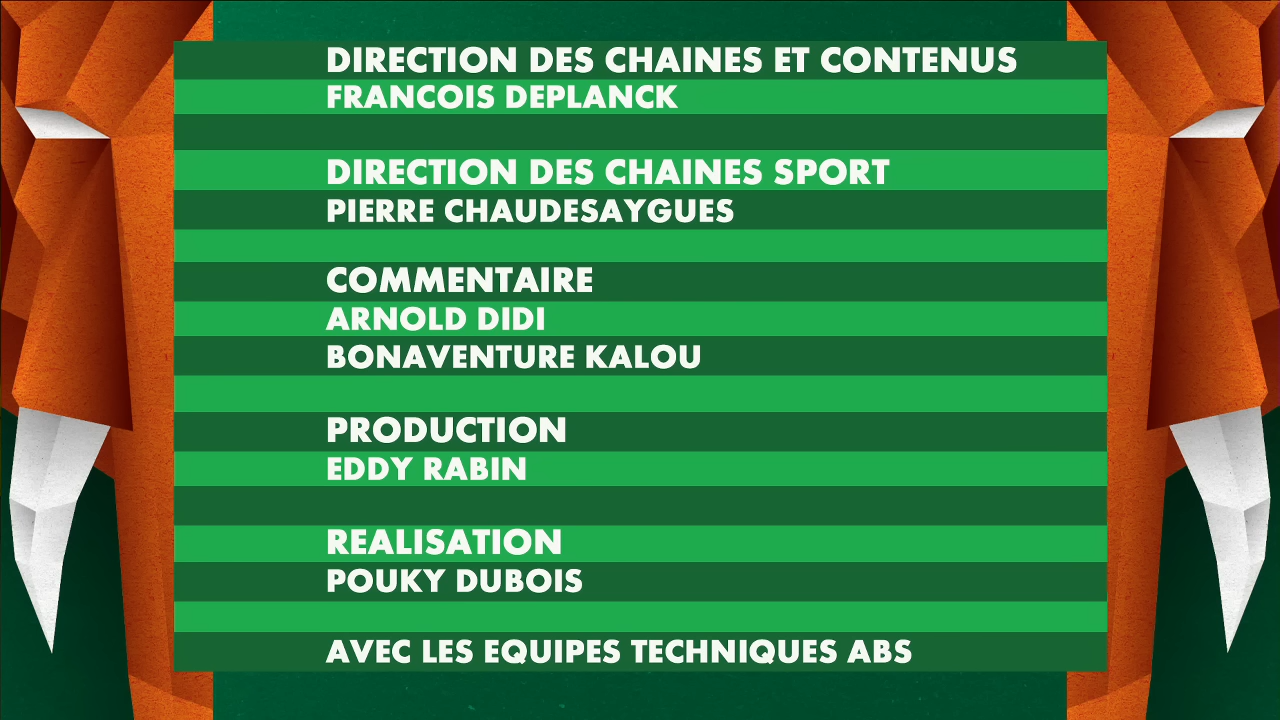 DIRECTION DES CHAINES ET CONTENUS
FRANCOIS DEPLANCK
DIRECTION DES CHAINES SPORT
PIERRE CHAUDESAYGUES
COMMENTAIRE
ARNOLD DIDI
BONAVENTURE KALOU
PRODUCTION
EDDY RABIN
REALISATION
POUKY DUBOIS
AVEC LES EQUIPES TECHNIQUES ABS